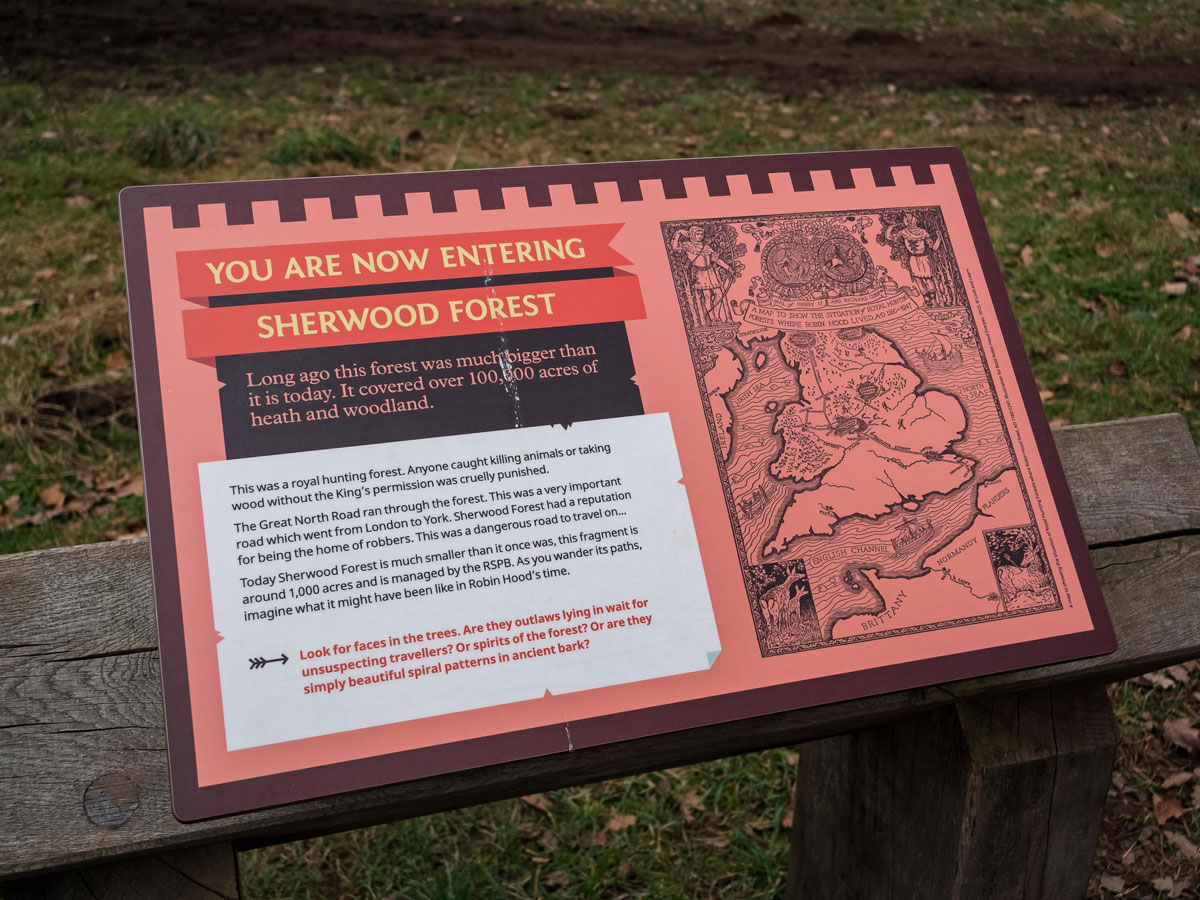 YOU ARE NOW ENTERING
SHERWOOD FOREST
Long ago this forest was much bigger than
it is today. It covered over 100,000 acres of
heath and woodland.
This was a royal hunting forest. Anyone caught killing animals or taking
wood without the King's permission was cruelly punished.
The Great North Road ran through the forest. This was a very important
road which went from London to York. Sherwood Forest had a reputation
for being the home of robbers. This was a dangerous road to travel on...
Today Sherwood Forest is much smaller than it once was, this fragment is
around 1,000 acres and is managed by the RSPB. As you wander its paths,
imagine what it might have been like in Robin Hood's time.
Look for faces in the trees. Are they outlaws lying in wait for
unsuspecting travellers? Or spirits of the forest? Or are they
simply beautiful spiral patterns in ancient bark?
OF HENRY II AND RICHARD
A MAP TO SHOW THE SITUATION of ROYAL HUNTING
FORESTS WHERE ROBIN HOOD LIVED
IRISH SEA
NORTH
SEA
IRELAND
FLANDERS
ENGLISH CHANNEL
NORMANDY
BRITTANY